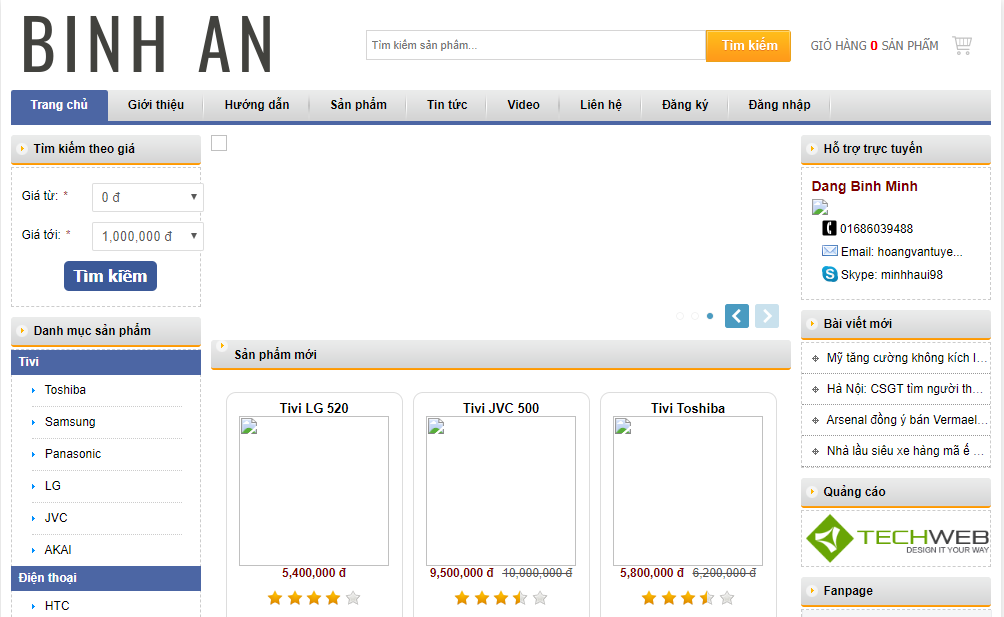 BINH AN
Tìm kiếm sản phẩm...
Tìm kiếm
GIỎ HÀNG 0 SẢN PHẨM
Trang chủ
Giới thiệu
Hướng dẫn
Sản phẩm
Tin tức
Video
Liên hệ
Đăng ký
Đăng nhập
Tìm kiếm theo giá
Giá từ: *
0 đ
Giá tới: *
1,000,000 đ
Tìm kiếm
Danh mục sản phẩm
Tivi
Toshiba
Samsung
Panasonic
LG
JVC
AKAI
Điện thoại
HTC
Sản phẩm mới
Tivi LG 520
5,400,000 đ
Tivi JVC 500
9,500,000 đ 10,000,000 đ
Tivi Toshiba
5,800,000 đ 6,200,000 đ
Hỗ trợ trực tuyến
Dang Binh Minh
01686039488
Email: hoangvantuye...
Skype: minhhaui98
Bài viết mới
Mỹ tăng cường không kích I...
Hà Nội: CSGT tìm người th...
Arsenal đồng ý bán Vermael...
Nhà lầu siêu xe hàng mã ế ...
Quảng cáo
TECHWEB
DESIGN IT YOUR WAY
Fanpage